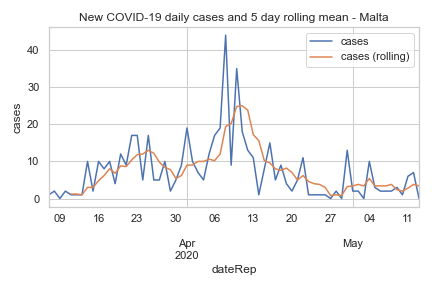 New COVID-19 daily cases and 5 day rolling mean - Malta
cases
cases (rolling)
cases
40
30
20
10
0
09 16 23 30 06 13 20 27 04 11
Apr May
2020
dateRep